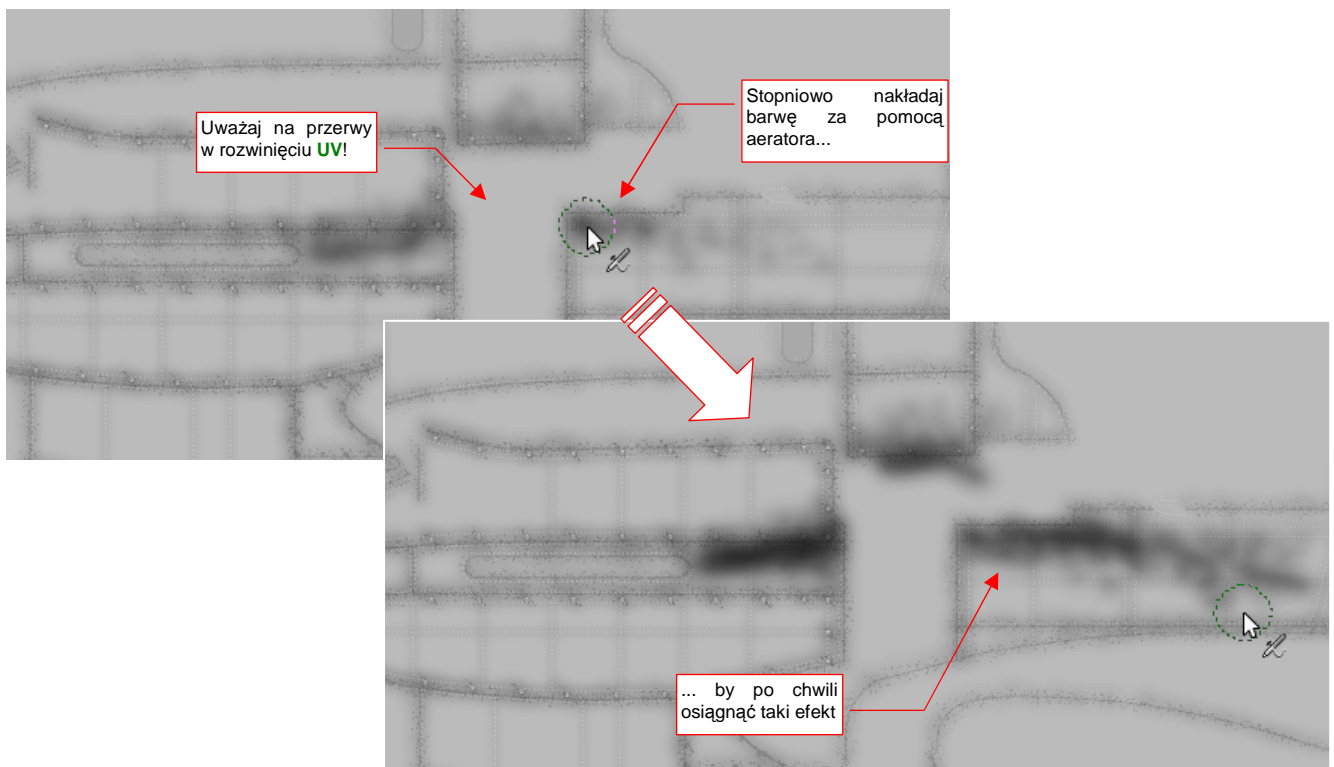 Uważaj na przerwy
w rozwinięciu UV!
Stopniowo nakładaj
barwę za pomocą
aeratora...
... by po chwili
osiągnąć taki efekt